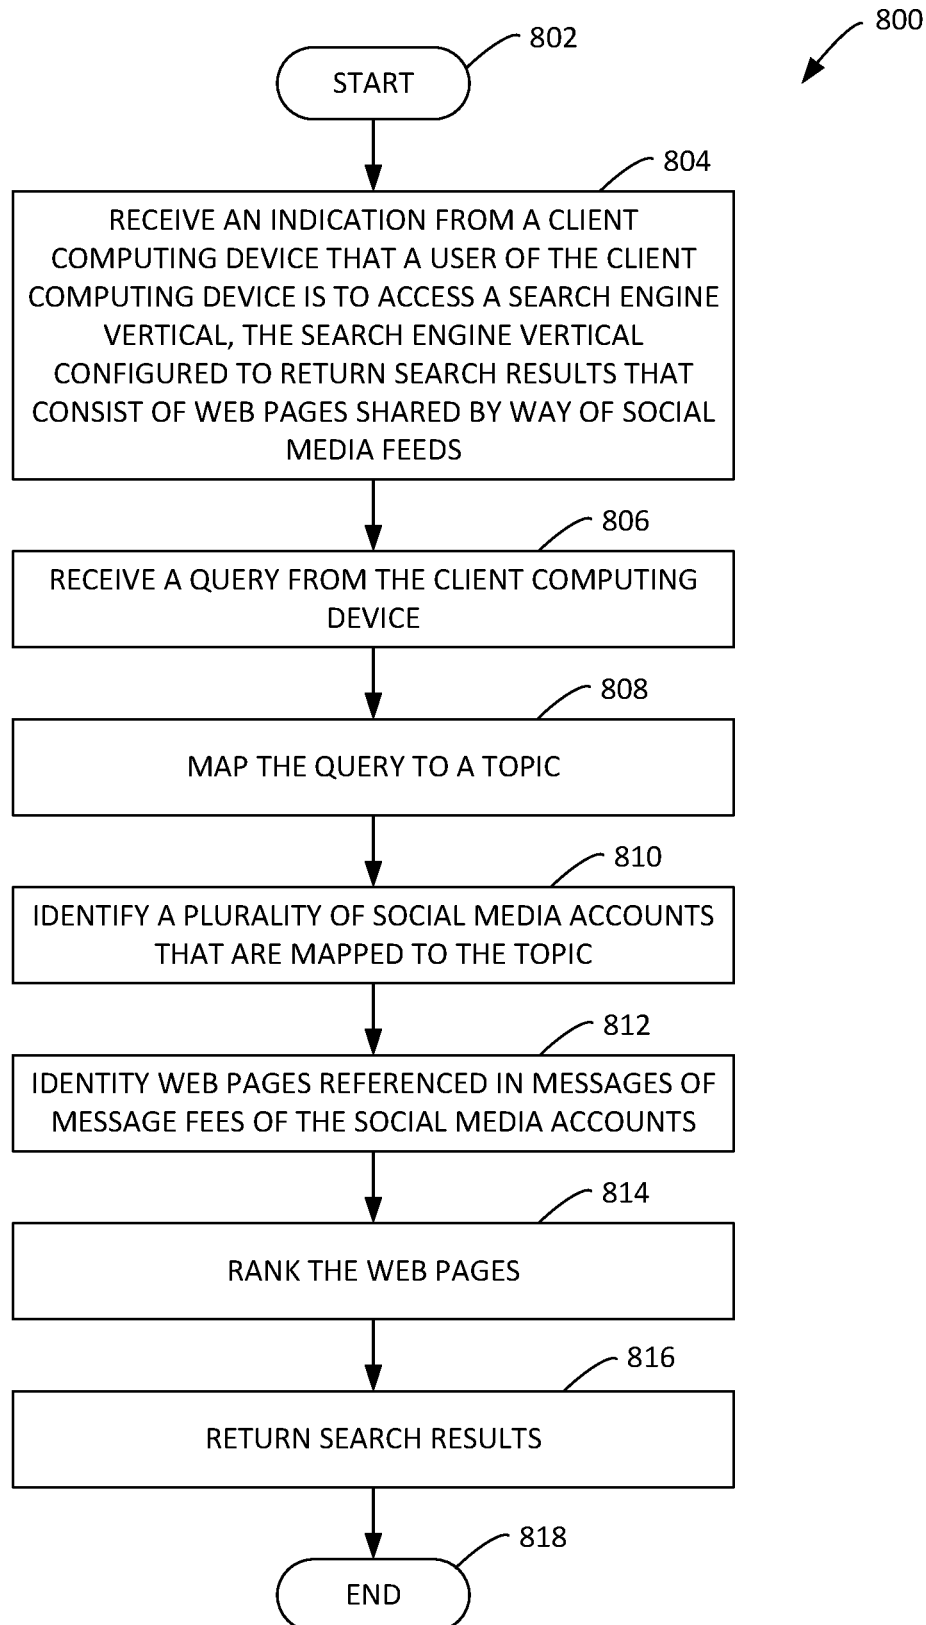 800
802
START
804
RECEIVE AN INDICATION FROM A CLIENT
COMPUTING DEVICE THAT A USER OF THE CLIENT
COMPUTING DEVICE IS TO ACCESS A SEARCH ENGINE
VERTICAL, THE SEARCH ENGINE VERTICAL
CONFIGURED TO RETURN SEARCH RESULTS THAT
CONSIST OF WEB PAGES SHARED BY WAY OF SOCIAL
MEDIA FEEDS
806
RECEIVE A QUERY FROM THE CLIENT COMPUTING
DEVICE
808
MAP THE QUERY TO A TOPIC
810
IDENTIFY A PLURALITY OF SOCIAL MEDIA ACCOUNTS
THAT ARE MAPPED TO THE TOPIC
812
IDENTITY WEB PAGES REFERENCED IN MESSAGES OF
MESSAGE FEES OF THE SOCIAL MEDIA ACCOUNTS
814
RANK THE WEB PAGES
816
RETURN SEARCH RESULTS
818
END